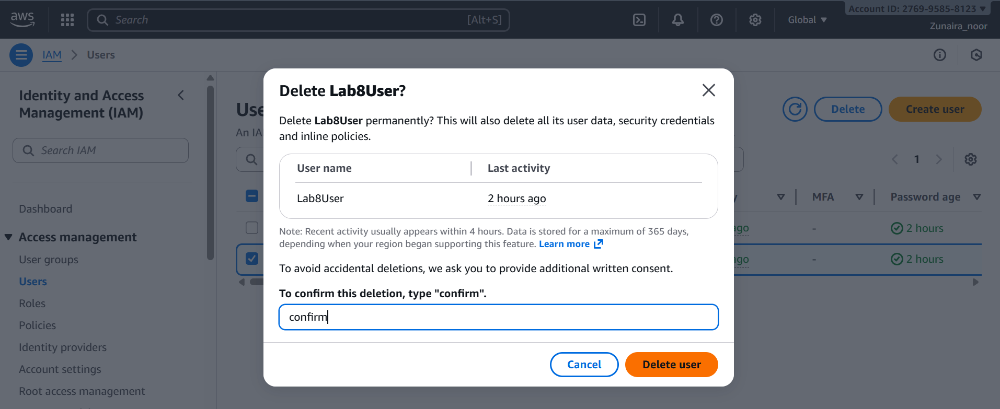 aws
Search
[Alt+S]
Global
Account ID: 2769-9585-8123
Zunaira_noor
IAM
Users
Identity and Access
Management (IAM)
Search IAM
Dashboard
Access management
User groups
Users
Roles
Policies
Identity providers
Account settings
Root access management
Use
An IA
Delete
Create user
1
MFA
Password age
ago
-
2 hours
ago
-
2 hours
Delete Lab8User?
Delete Lab8User permanently? This will also delete all its user data, security credentials
and inline policies.
User name
Last activity
Lab8User
2 hours ago
Note: Recent activity usually appears within 4 hours. Data is stored for a maximum of 365 days,
depending when your region began supporting this feature. Learn more
To avoid accidental deletions, we ask you to provide additional written consent.
To confirm this deletion, type "confirm".
confirm
Cancel
Delete user